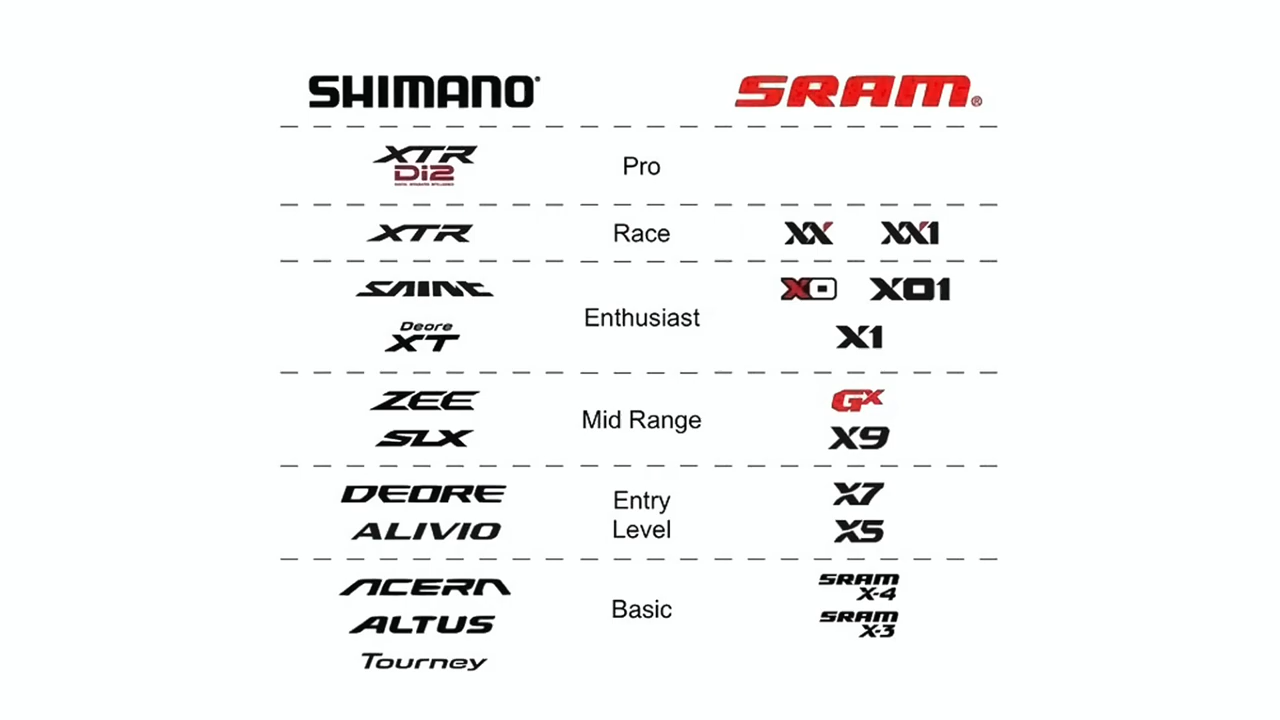 SHIMANO SRAM®
XTR
Di2
Pro
XTR Race XX XX1
SAINT XO XO1
Deore
XT
Enthusiast
X1
ZEE GX
Mid Range
SLX X9
DEORE Entry X7
ALIVIO Level X5
ACERA SRAM
X-4
Basic
ALTUS SRAM
X-3
Tourney